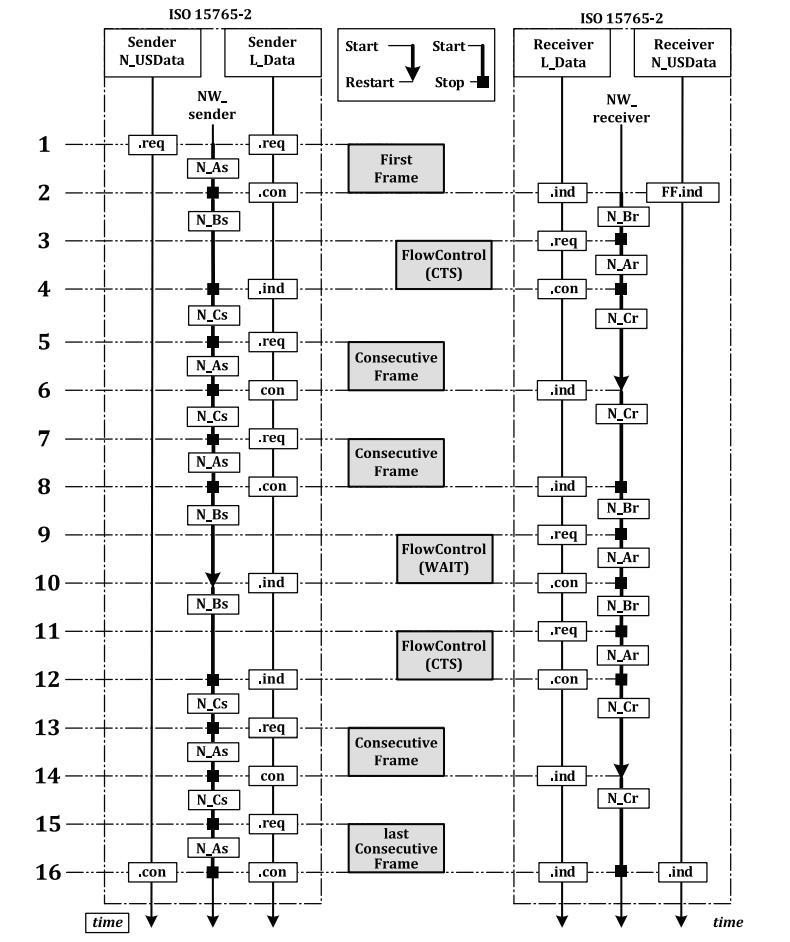 ISO 15765-2
ISO 15765-2
Sender
N_USData
Sender
L_Data
Start
Restart
Start
Stop
Receiver
L_Data
Receiver
N_USData
NW_
sender
NW_
receiver
1
.req
.req
First
Frame
N_As
2
.con
.ind
FF.ind
N_Bs
N_Br
3
.req
FlowControl
(CTS)
N_Ar
4
.ind
.con
N_Cs
N_Cr
5
.req
Consecutive
Frame
N_As
6
con
.ind
N_Cs
N_Cr
7
.req
Consecutive
Frame
N_As
8
.con
.ind
N_Bs
N_Br
9
.req
FlowControl
(WAIT)
N_Ar
10
.ind
.con
N_Bs
N_Br
11
.req
FlowControl
(CTS)
N_Ar
12
.ind
.con
N_Cs
N_Cr
13
.req
Consecutive
Frame
N_As
14
con
.ind
N_Cs
N_Cr
15
.req
last
Consecutive
Frame
N_As
16
.con
.con
.ind
.ind
time
time